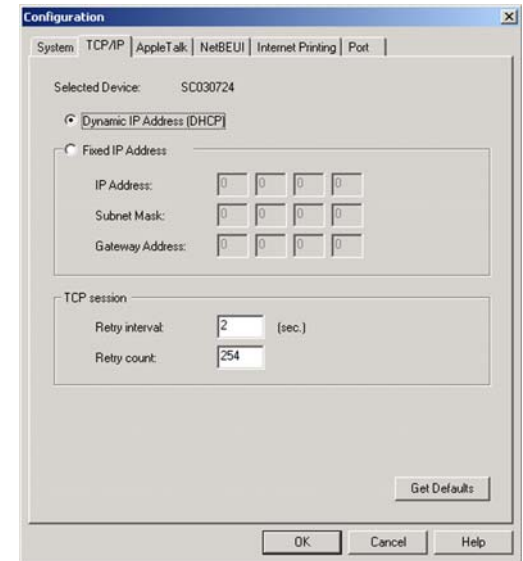 Configuration
System TCP/IP AppleTalk NetBEUI Internet Printing Port
Selected Device: SC030724
Dynamic IP Address (DHCP)
Fixed IP Address
IP Address: 0 0 0 0
Subnet Mask: 0 0 0 0
Gateway Address: 0 0 0 0
TCP session
Retry interval: 2 (sec.)
Retry count: 254
Get Defaults
OK Cancel Help